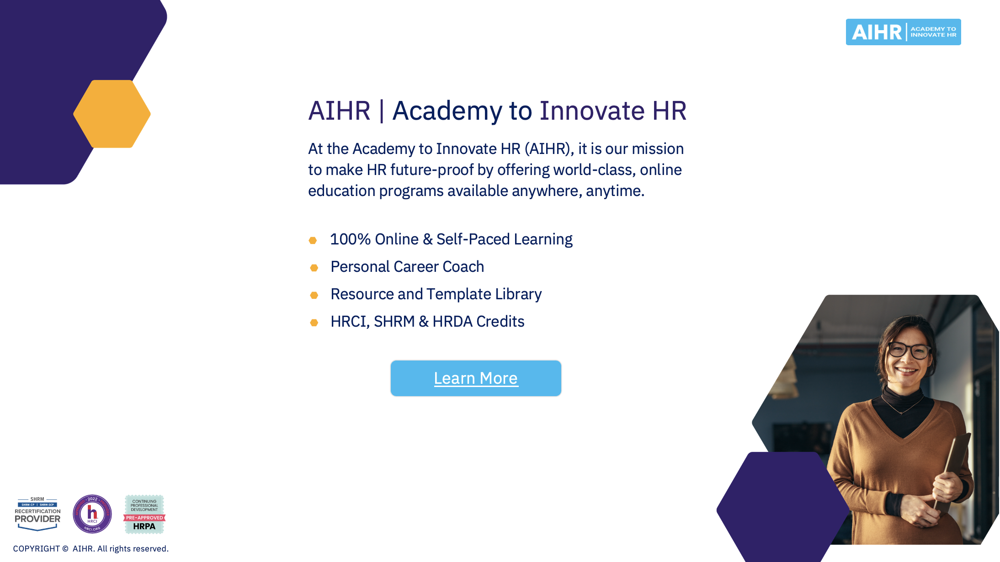 AIHR | ACADEMY TO
INNOVATE HR
AIHR | Academy to Innovate HR
At the Academy to Innovate HR (AIHR), it is our mission
to make HR future-proof by offering world-class, online
education programs available anywhere, anytime.
100% Online & Self-Paced Learning
Personal Career Coach
Resource and Template Library
HRCI, SHRM & HRDA Credits
Learn More
SHRM
SHRM-CP | SHRM-SCP
RECERTIFICATION
PROVIDER
APPROVED • 2022 • PROVIDER
h
HRCI
HRCI.ORG
CONTINUING
PROFESSIONAL
DEVELOPMENT
PRE-APPROVED
HRPA
COPYRIGHT © AIHR. All rights reserved.